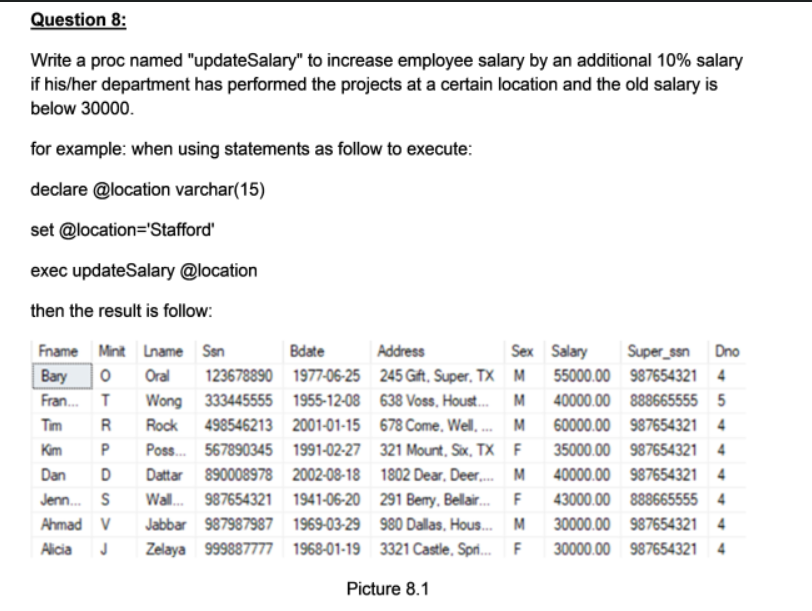 Question 8:
Write a proc named "updateSalary" to increase employee salary by an additional 10% salary
if his/her department has performed the projects at a certain location and the old salary is
below 30000.
for example: when using statements as follow to execute:
declare @location varchar(15)
set @location='Stafford'
exec updateSalary @location
then the result is follow:
Fname Minit Lname Ssn Bdate Address Sex Salary Super_ssn Dno
Bary O Oral 123678890 1977-06-25 245 Gift, Super, TX M 55000.00 987654321 4
Fran... T Wong 333445555 1955-12-08 638 Voss, Houst... M 40000.00 888665555 5
Tim R Rock 498546213 2001-01-15 678 Come, Well, ... M 60000.00 987654321 4
Kim P Poss... 567890345 1991-02-27 321 Mount, Six, TX F 35000.00 987654321 4
Dan D Dattar 890008978 2002-08-18 1802 Dear, Deer,... M 40000.00 987654321 4
Jenn... S Wall... 987654321 1941-06-20 291 Berry, Bellair... F 43000.00 888665555 4
Ahmad V Jabbar 987987987 1969-03-29 980 Dallas, Hous... M 30000.00 987654321 4
Alicia J Zelaya 999887777 1968-01-19 3321 Castle, Spri... F 30000.00 987654321 4
Picture 8.1